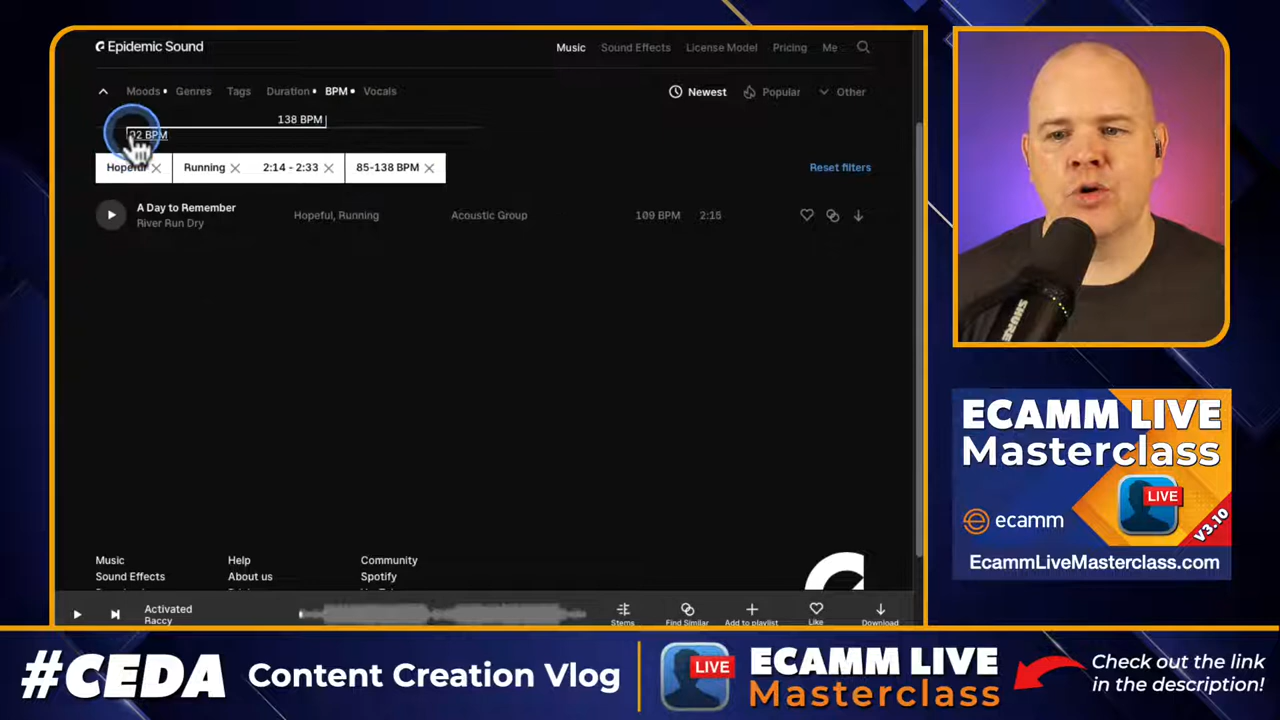 Epidemic Sound
Music Sound Effects License Model Pricing Me
Moods Genres Tags Duration BPM Vocals
Newest Popular Other
138 BPM
92 BPM
Hopeful Running 2:14 - 2:33 85-138 BPM
Reset filters
A Day to Remember
River Run Dry
Hopeful, Running
Acoustic Group
109 BPM 2:15
Music Help Community
Sound Effects About us Spotify
Activated
Raccy
Stems Find Similar Add to playlist Like Download
SHURE
ECAMM LIVE
Masterclass
LIVE
ecamm
V3.10
EcammLiveMasterclass.com
#CEDA Content Creation Vlog
LIVE
ECAMM LIVE
Masterclass
Check out the link
in the description!